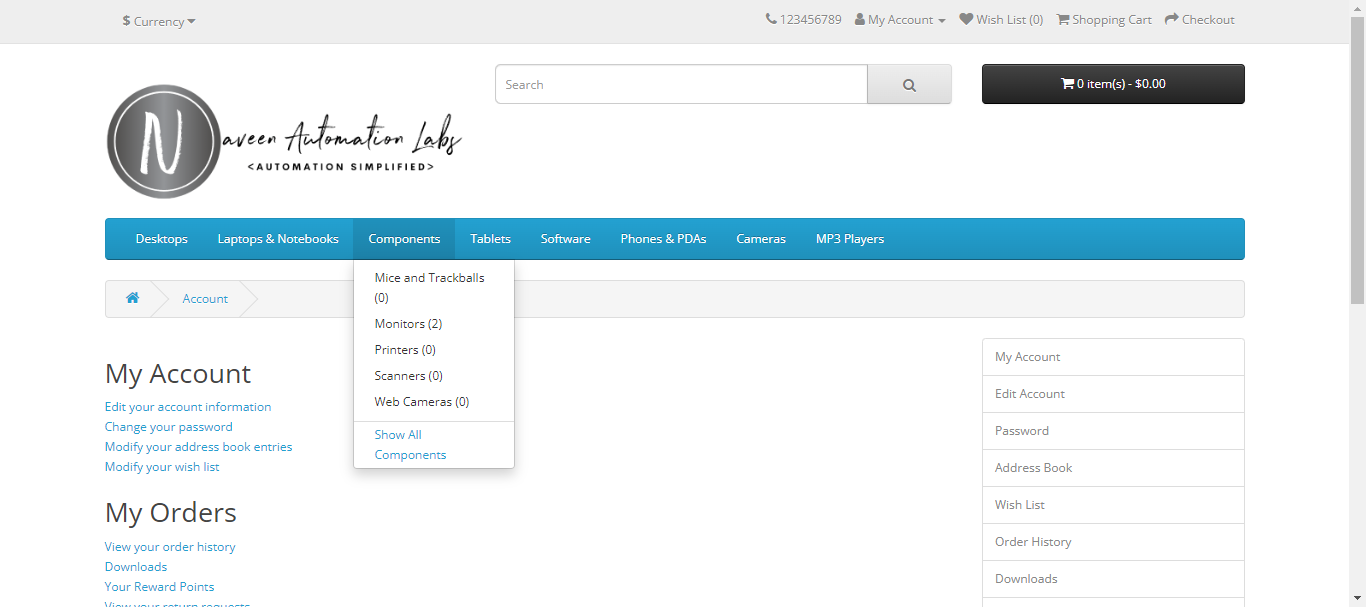 $ Currency
123456789 My Account Wish List (0) Shopping Cart Checkout
Search
0 item(s) - $0.00
N
aveen Automation Labs
<AUTOMATION SIMPLIFIED>
Desktops Laptops & Notebooks Components Tablets Software Phones & PDAs Cameras MP3 Players
Mice and Trackballs
(0)
Monitors (2)
Printers (0)
Scanners (0)
Web Cameras (0)
Show All
Components
Account
My Account
Edit your account information
Change your password
Modify your address book entries
Modify your wish list
My Orders
View your order history
Downloads
Your Reward Points
View your return requests
My Account
Edit Account
Password
Address Book
Wish List
Order History
Downloads